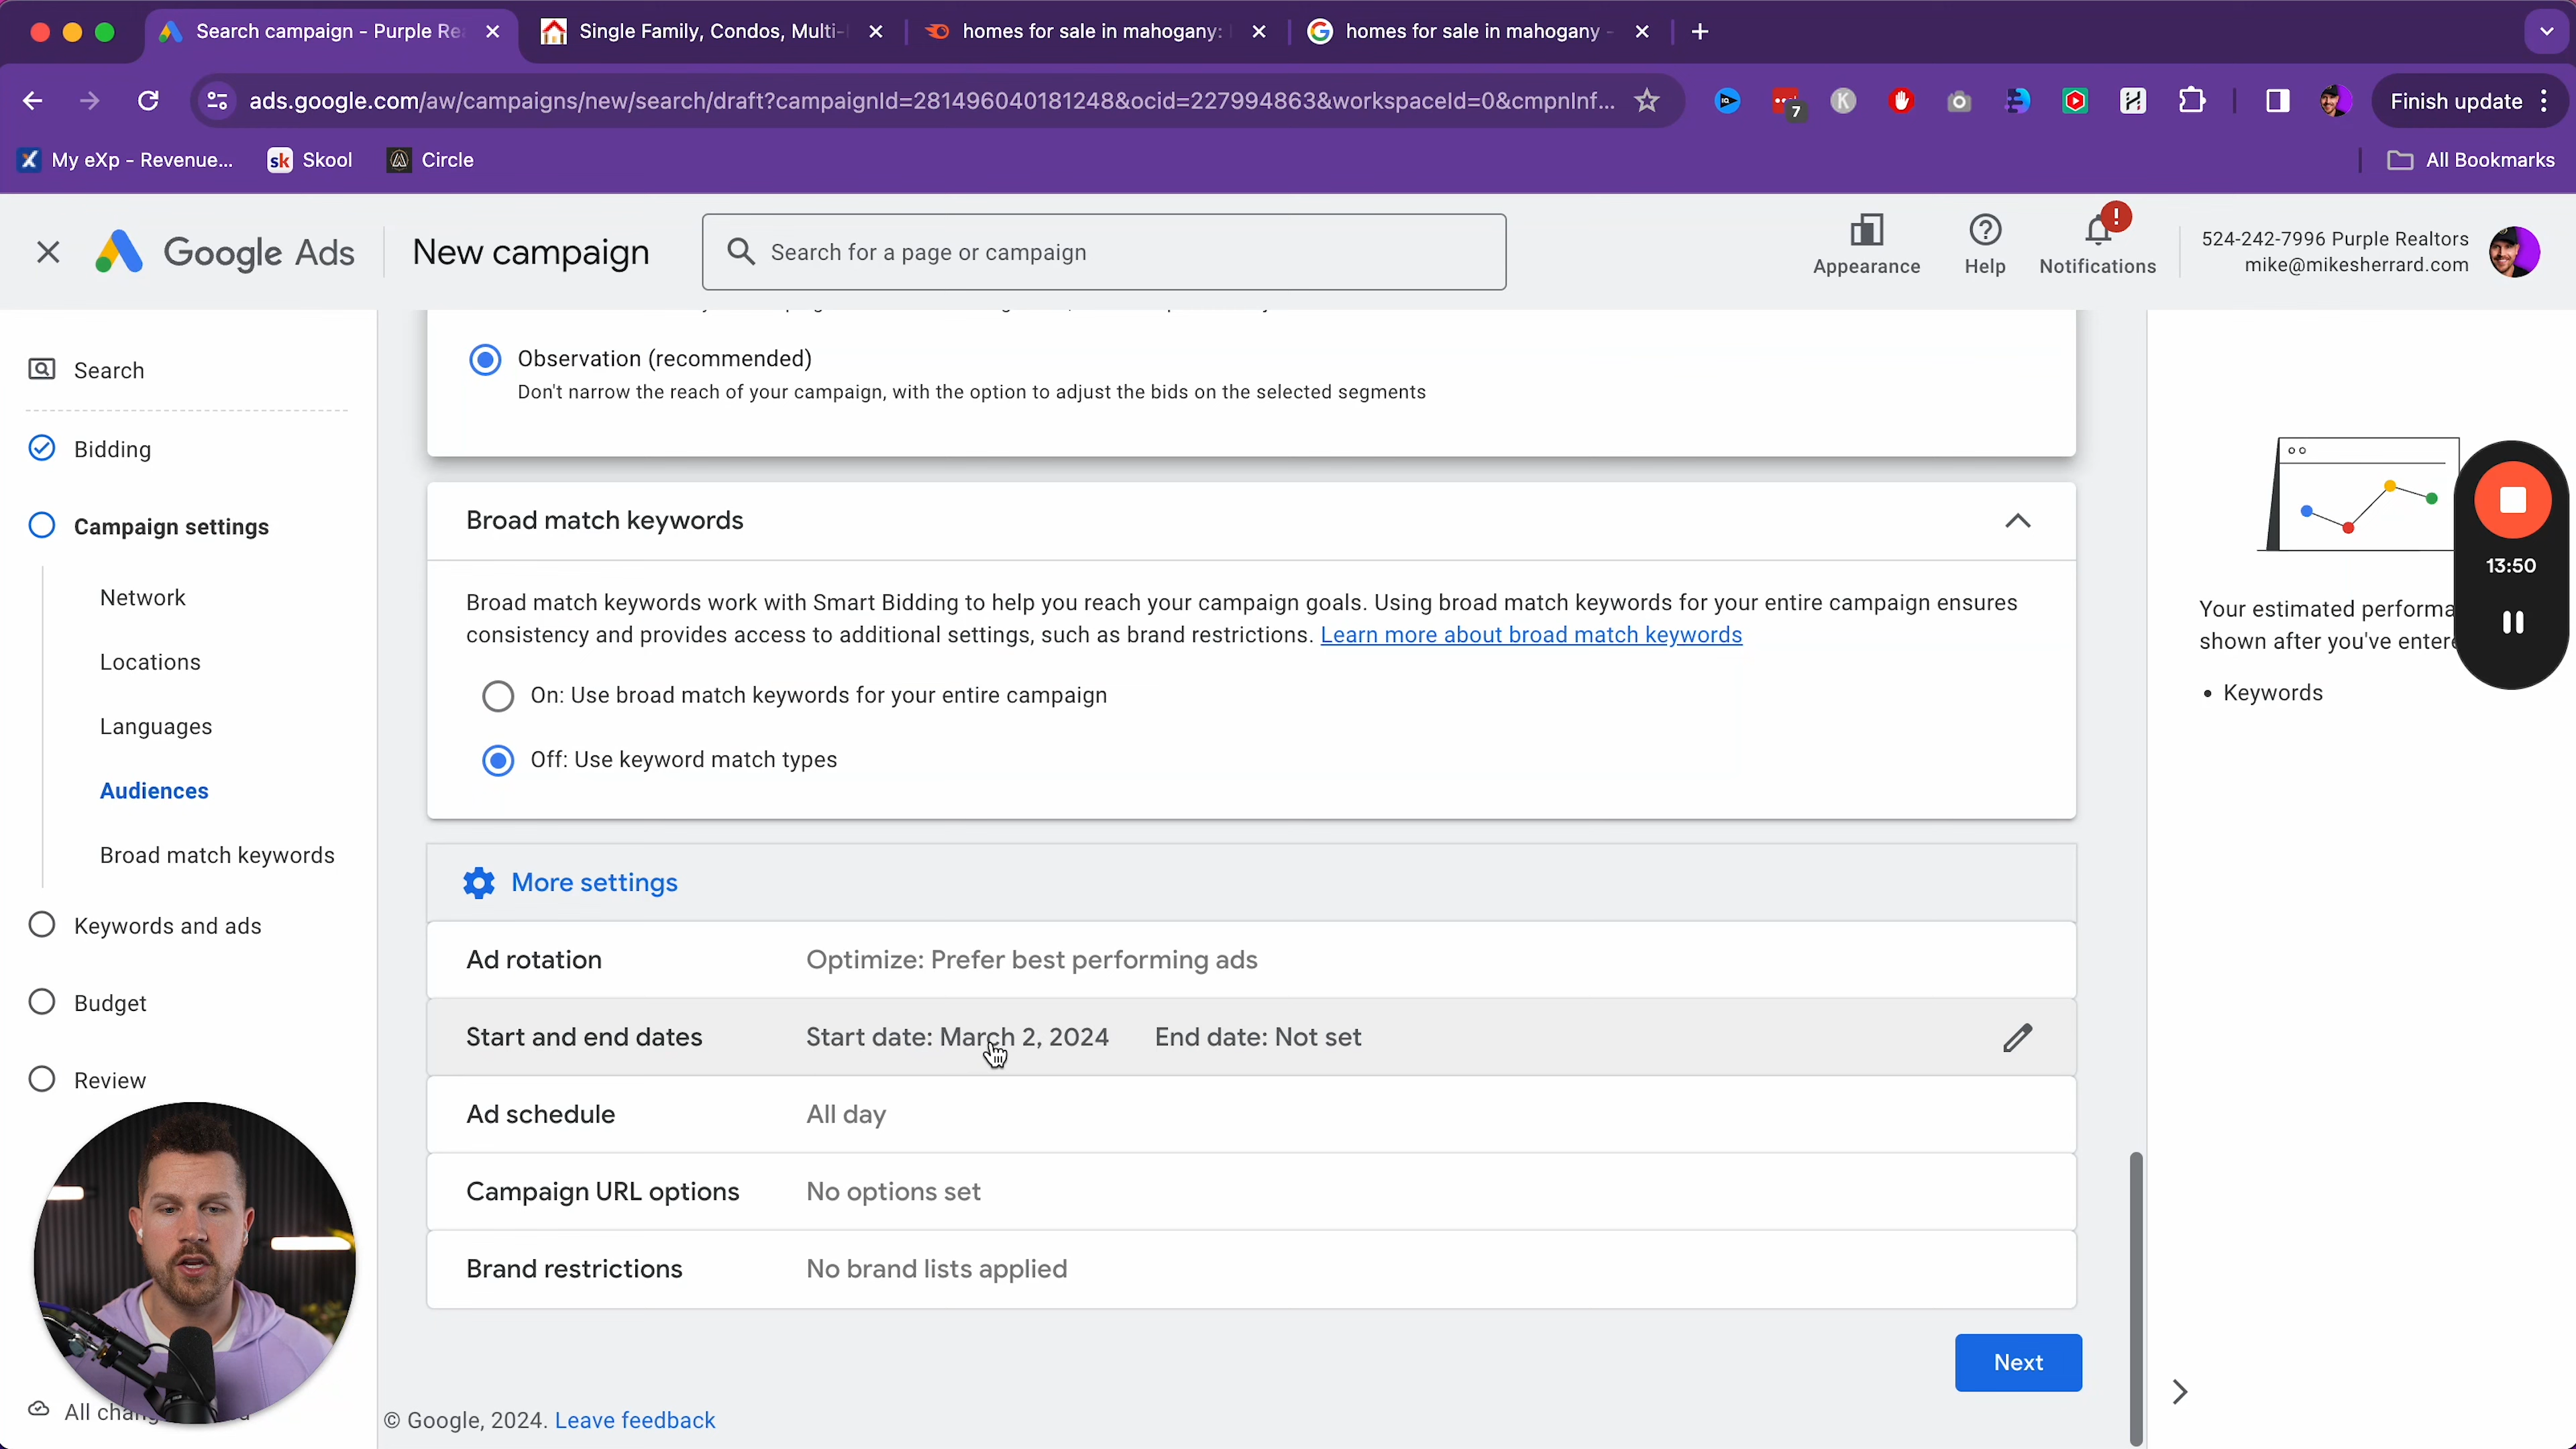 Search campaign - Purple Re
Single Family, Condos, Multi-
homes for sale in mahogany:
homes for sale in mahogany -
ads.google.com/aw/campaigns/new/search/draft?campaignId=281496040181248&ocid=227994863&workspaceId=0&cmpnInf...
7
K
Finish update
My eXp - Revenue...
sk Skool
Circle
All Bookmarks
Google Ads
New campaign
Search for a page or campaign
Appearance
Help
Notifications
524-242-7996 Purple Realtors
mike@mikesherrard.com
Search
Bidding
Campaign settings
Network
Locations
Languages
Audiences
Broad match keywords
Keywords and ads
Budget
Review
Observation (recommended)
Don't narrow the reach of your campaign, with the option to adjust the bids on the selected segments
Broad match keywords
Broad match keywords work with Smart Bidding to help you reach your campaign goals. Using broad match keywords for your entire campaign ensures
consistency and provides access to additional settings, such as brand restrictions. Learn more about broad match keywords
On: Use broad match keywords for your entire campaign
Off: Use keyword match types
More settings
Ad rotation Optimize: Prefer best performing ads
Start and end dates Start date: March 2, 2024 End date: Not set
Ad schedule All day
Campaign URL options No options set
Brand restrictions No brand lists applied
Next
© Google, 2024. Leave feedback
All
13:50
Your estimated performa
shown after you've entere
• Keywords